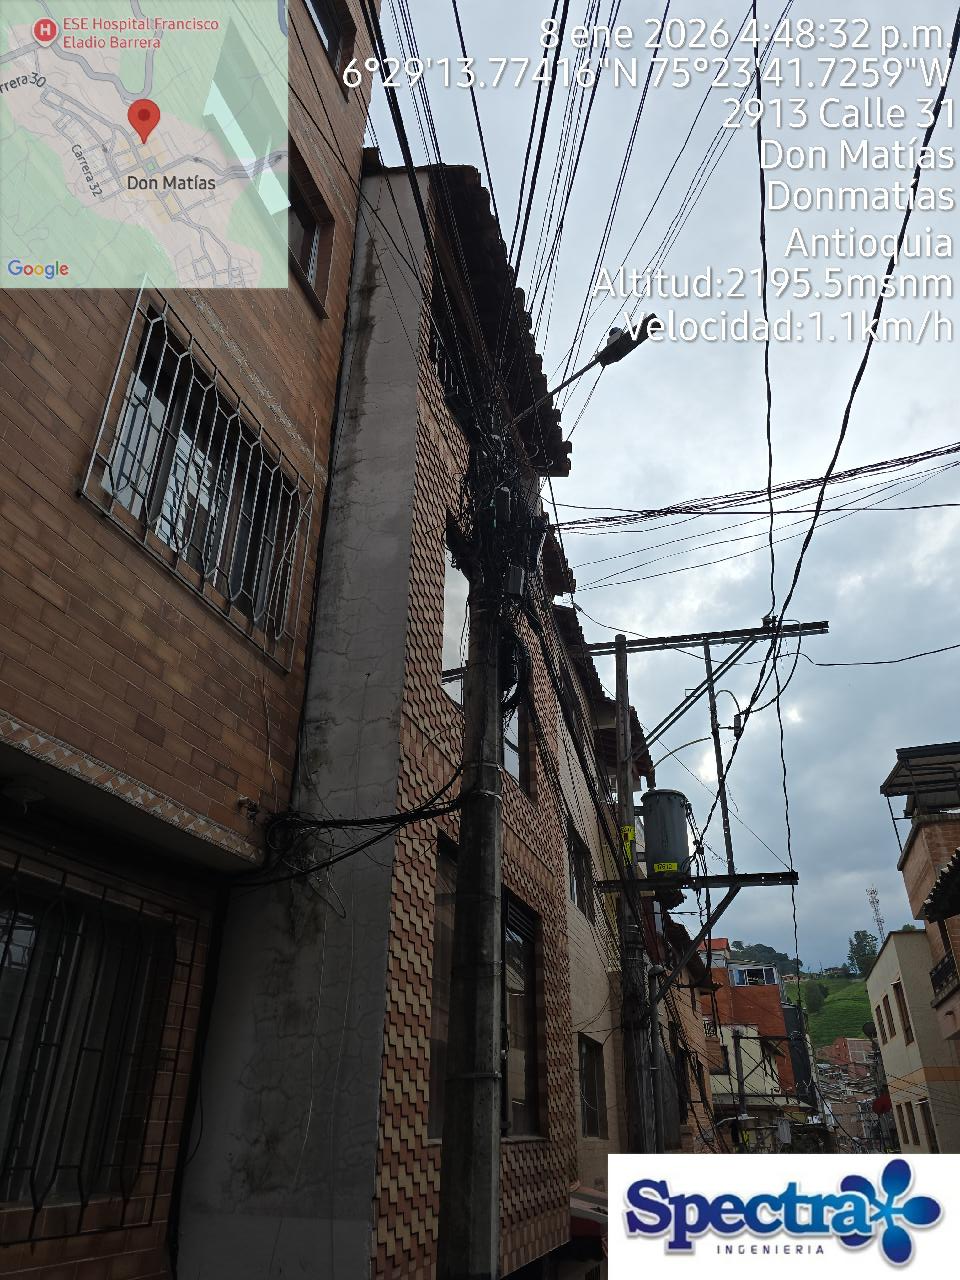 ESE Hospital Francisco
Eladio Barrera
Carrera 32
Don Matías
Google
8 ene 2026 4:48:32 p.m.
6°29'13.77416"N 75°23'41.7259"W
2913 Calle 31
Don Matías
Donmatías
Antioquia
Altitud:2195.5msnm
Velocidad:1.1km/h
Spectra
INGENIERIA